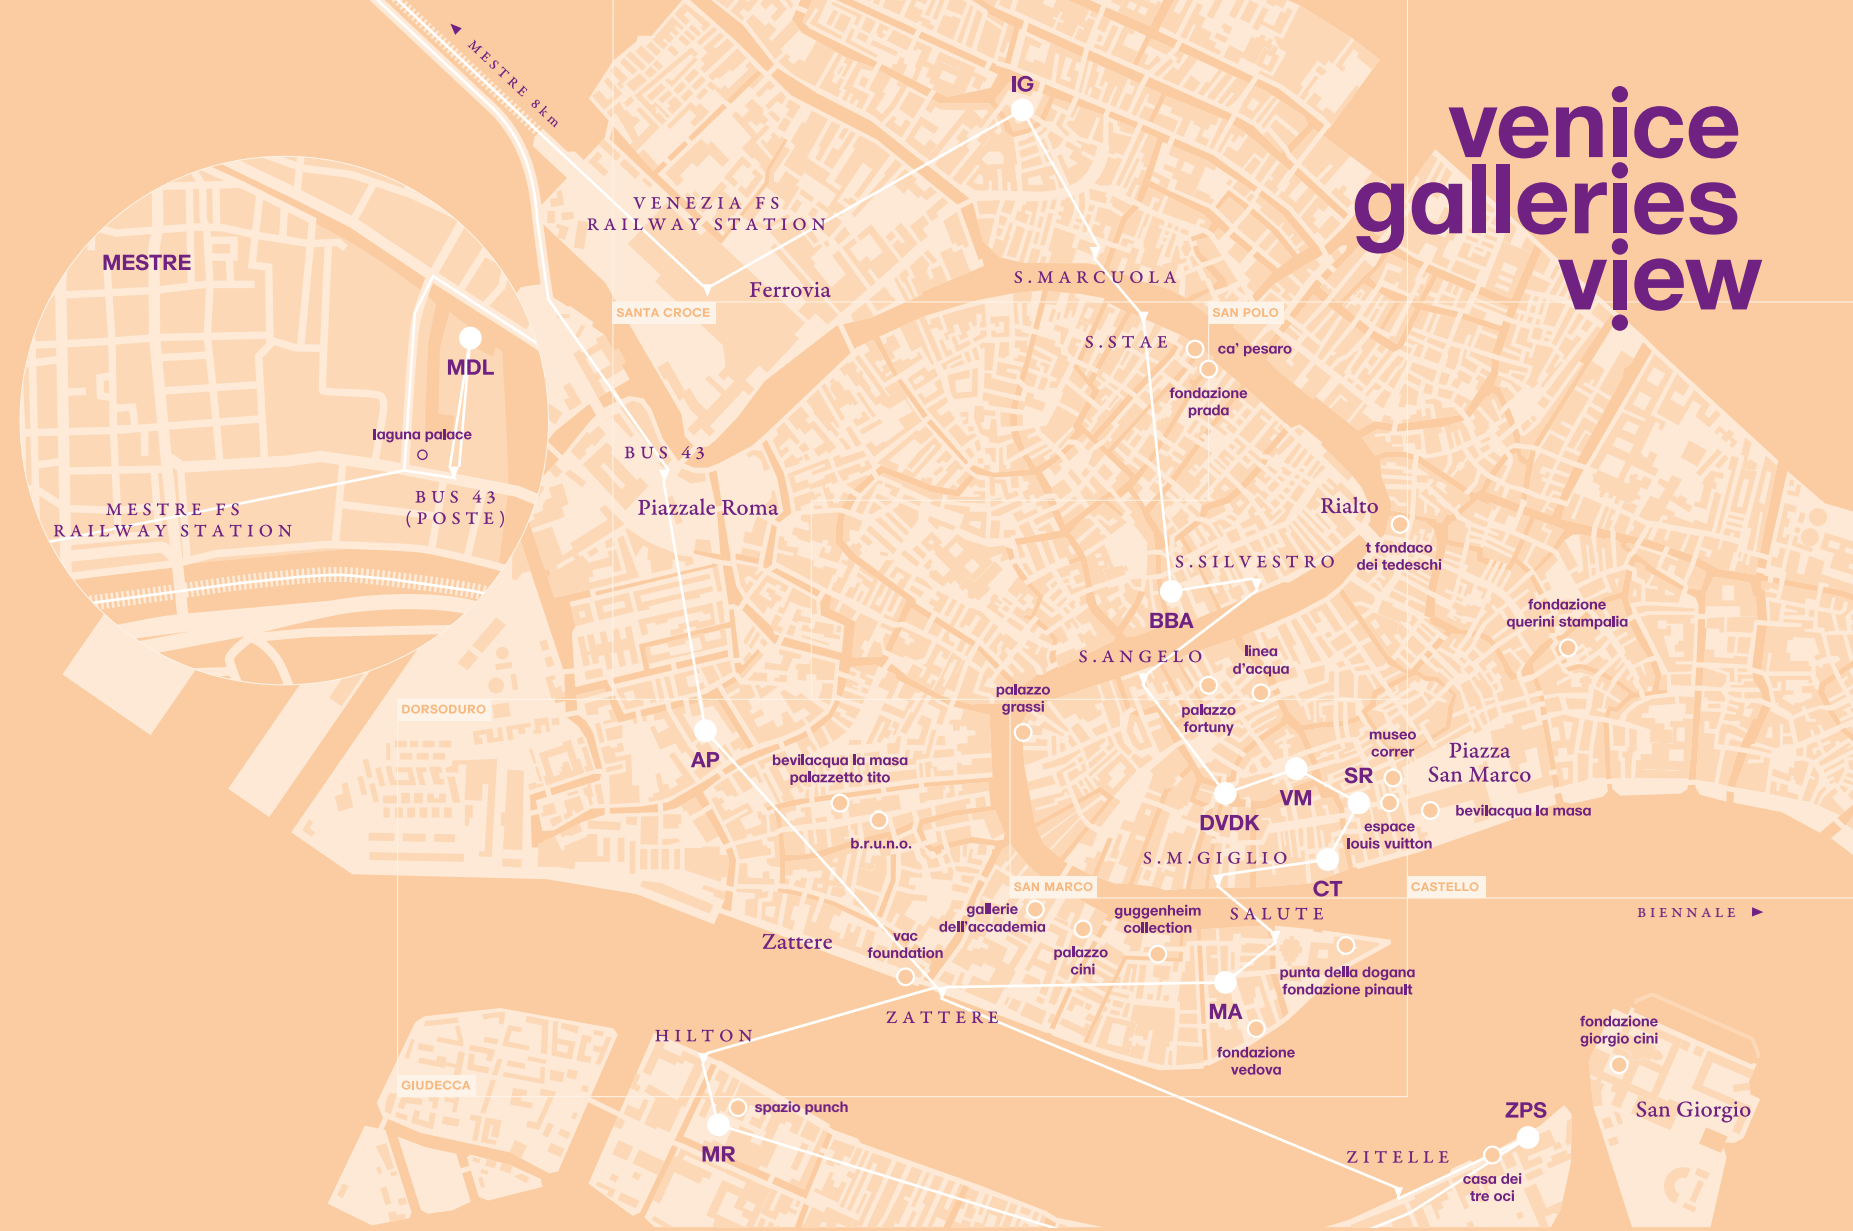 venice
galleries
view
MESTRE 8km
IG
VENEZIA FS
RAILWAY STATION
MESTRE
Ferrovia
S.MARCUOLA
SANTA CROCE
SAN POLO
S.STAE
ca’ pesaro
MDL
fondazione
prada
laguna palace
BUS 43
Piazzale Roma
BUS 43
(POSTE)
MESTRE FS
RAILWAY STATION
Rialto
t fondaco
dei tedeschi
S.SILVESTRO
BBA
fondazione
querini stampalia
S.ANGELO
linea
d’acqua
palazzo
grassi
palazzo
fortuny
DORSODURO
museo
correr
Piazza
San Marco
AP
bevilacqua la masa
palazzetto tito
SR
VM
DVDK
bevilacqua la masa
espace
louis vuitton
b.r.u.n.o.
S.M.GIGLIO
SAN MARCO
CT
CASTELLO
gallerie
dell’accademia
guggenheim
collection
SALUTE
BIENNALE
Zattere
vac
foundation
palazzo
cini
punta della dogana
fondazione pinault
MA
ZATTERE
HILTON
fondazione
vedova
fondazione
giorgio cini
GIUDECCA
spazio punch
MR
ZPS
San Giorgio
ZITELLE
casa dei
tre oci